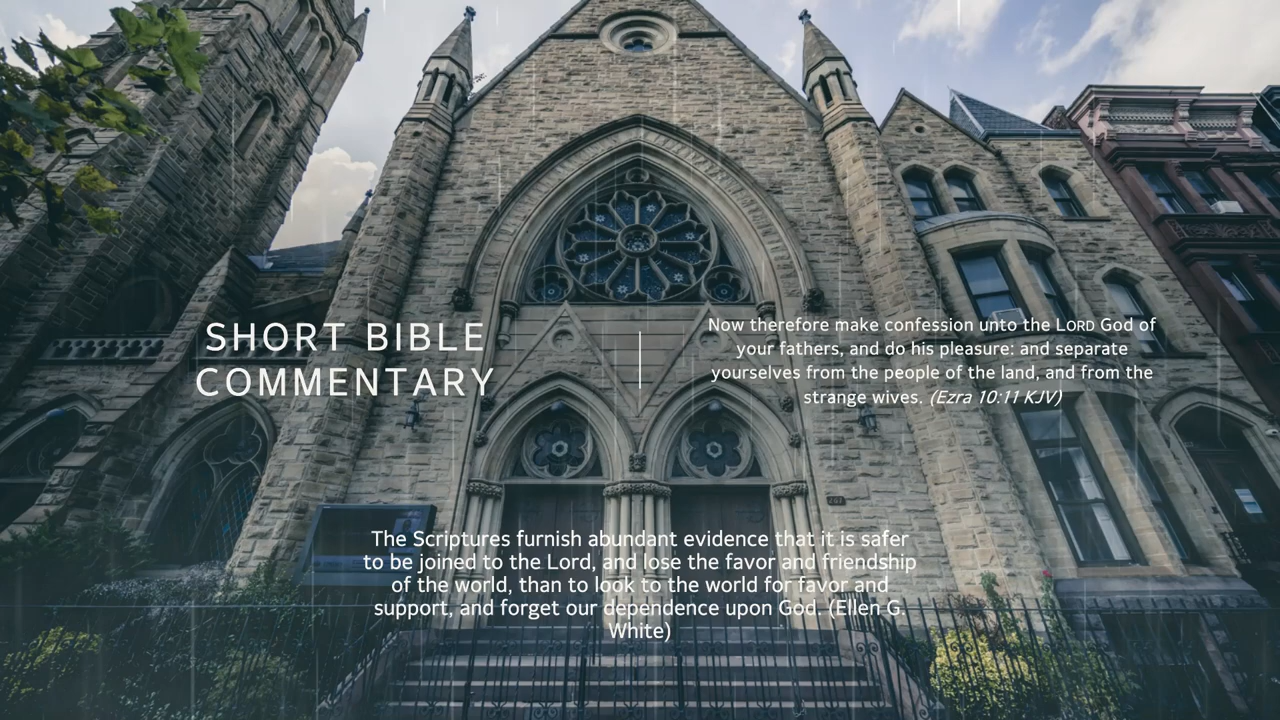 SHORT BIBLE
COMMENTARY
Now therefore make confession unto the LORD God of
your fathers, and do his pleasure: and separate
yourselves from the people of the land, and from the
strange wives. (Ezra 10:11 KJV)
The Scriptures furnish abundant evidence that it is safer
to be joined to the Lord, and lose the favor and friendship
of the world, than to look to the world for favor and
support, and forget our dependence upon God. (Ellen G.
White)